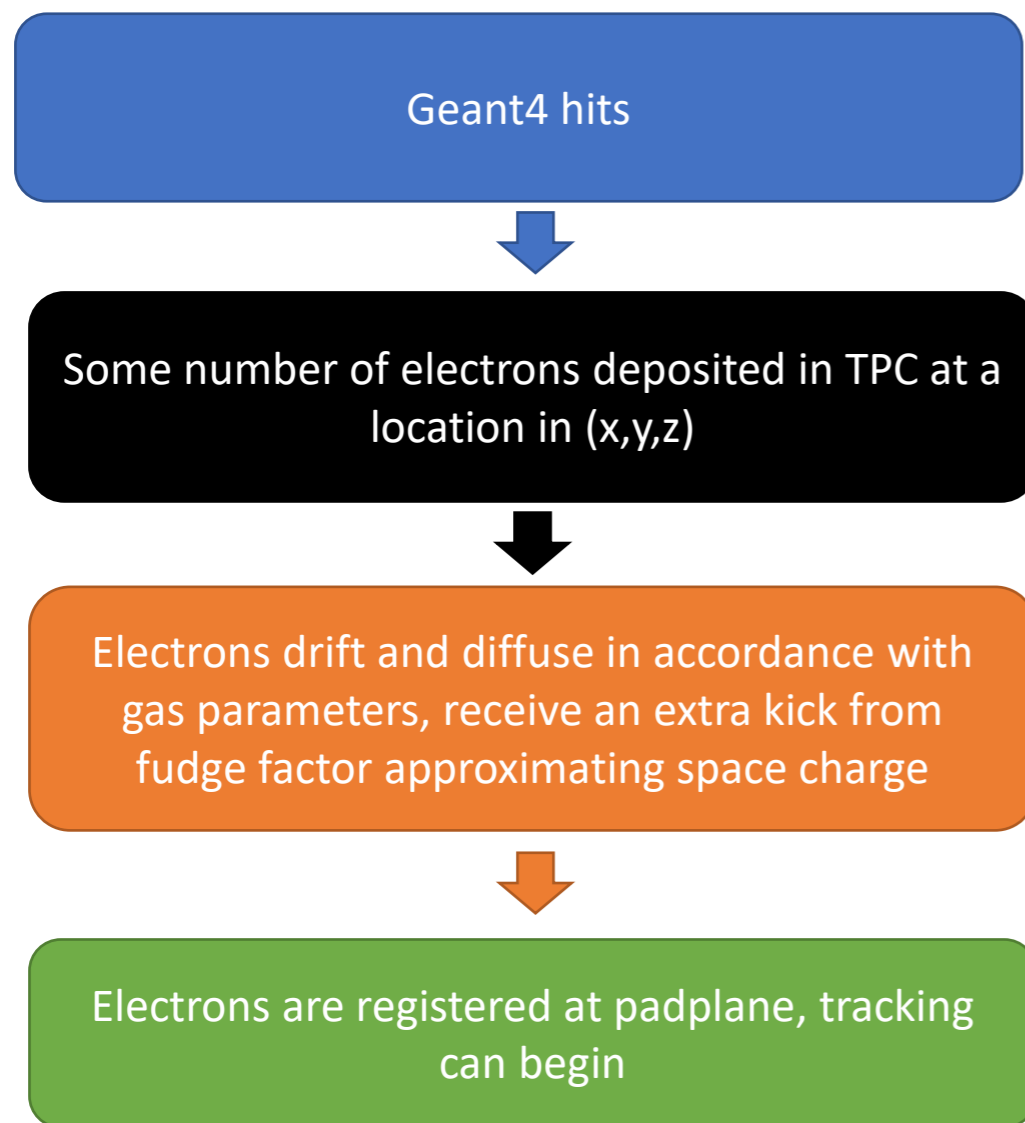 Geant4 hits
Some number of electrons deposited in TPC at a
location in (x,y,z)
Electrons drift and diffuse in accordance with
gas parameters, receive an extra kick from
fudge factor approximating space charge
Electrons are registered at padplane, tracking
can begin